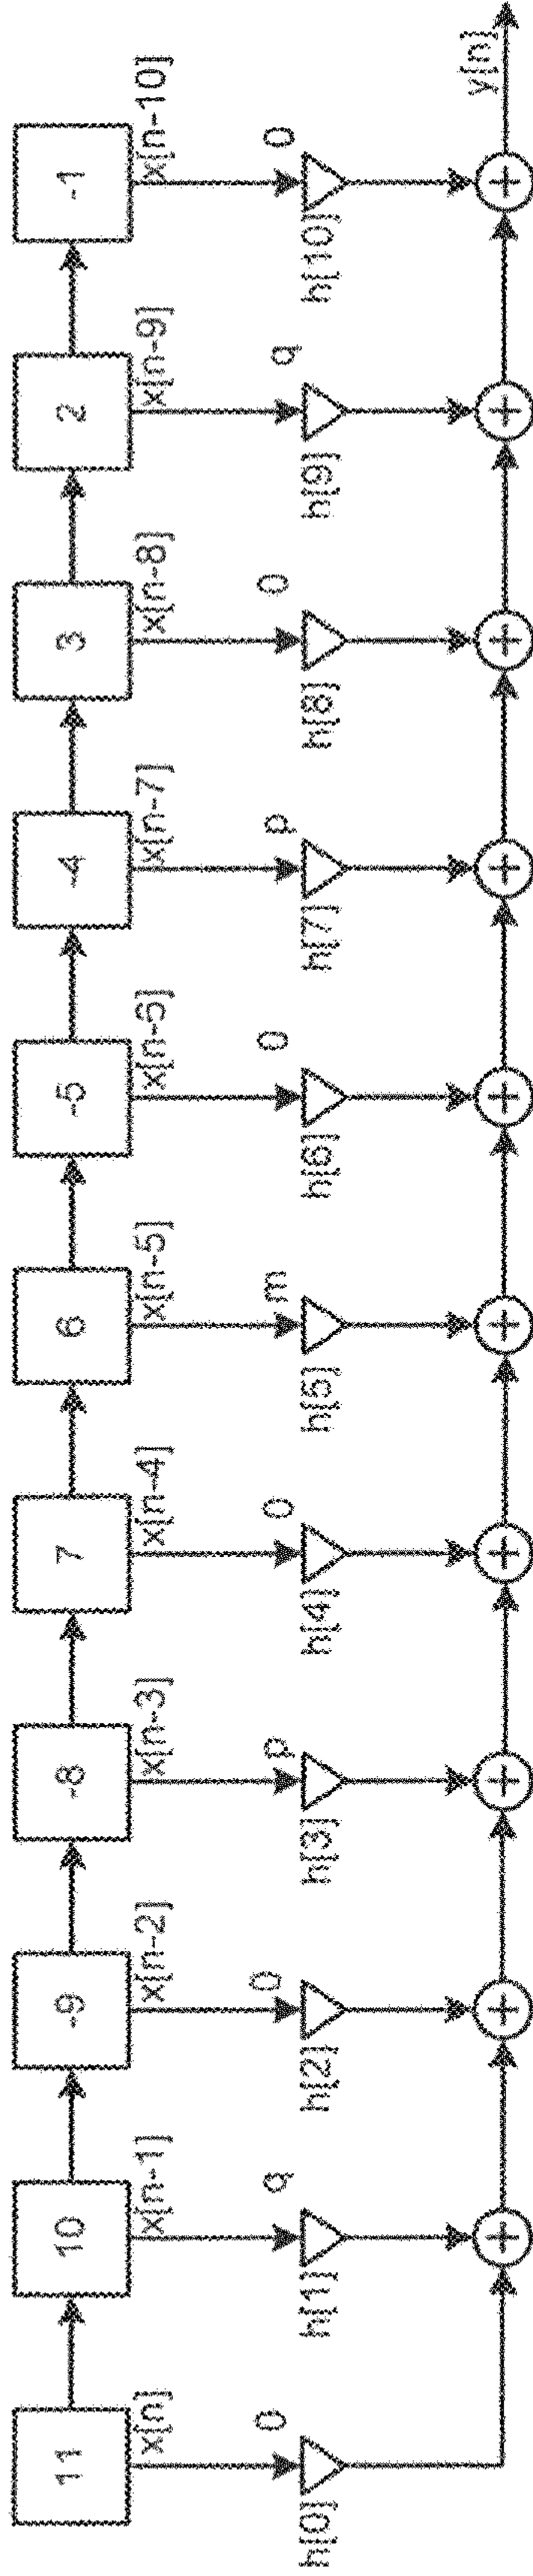 11 10 -9 -8 7 6 -5 -4 3 2 -1
x[n] x[n-1] x[n-2] x[n-3] x[n-4] x[n-5] x[n-6] x[n-7] x[n-8] x[n-9] x[n-10]
0 q 0 p 0 m 0 p 0 q 0
h[0] h[1] h[2] h[3] h[4] h[5] h[6] h[7] h[8] h[9] h[10]
+ + + + + + + + + +
y[n]